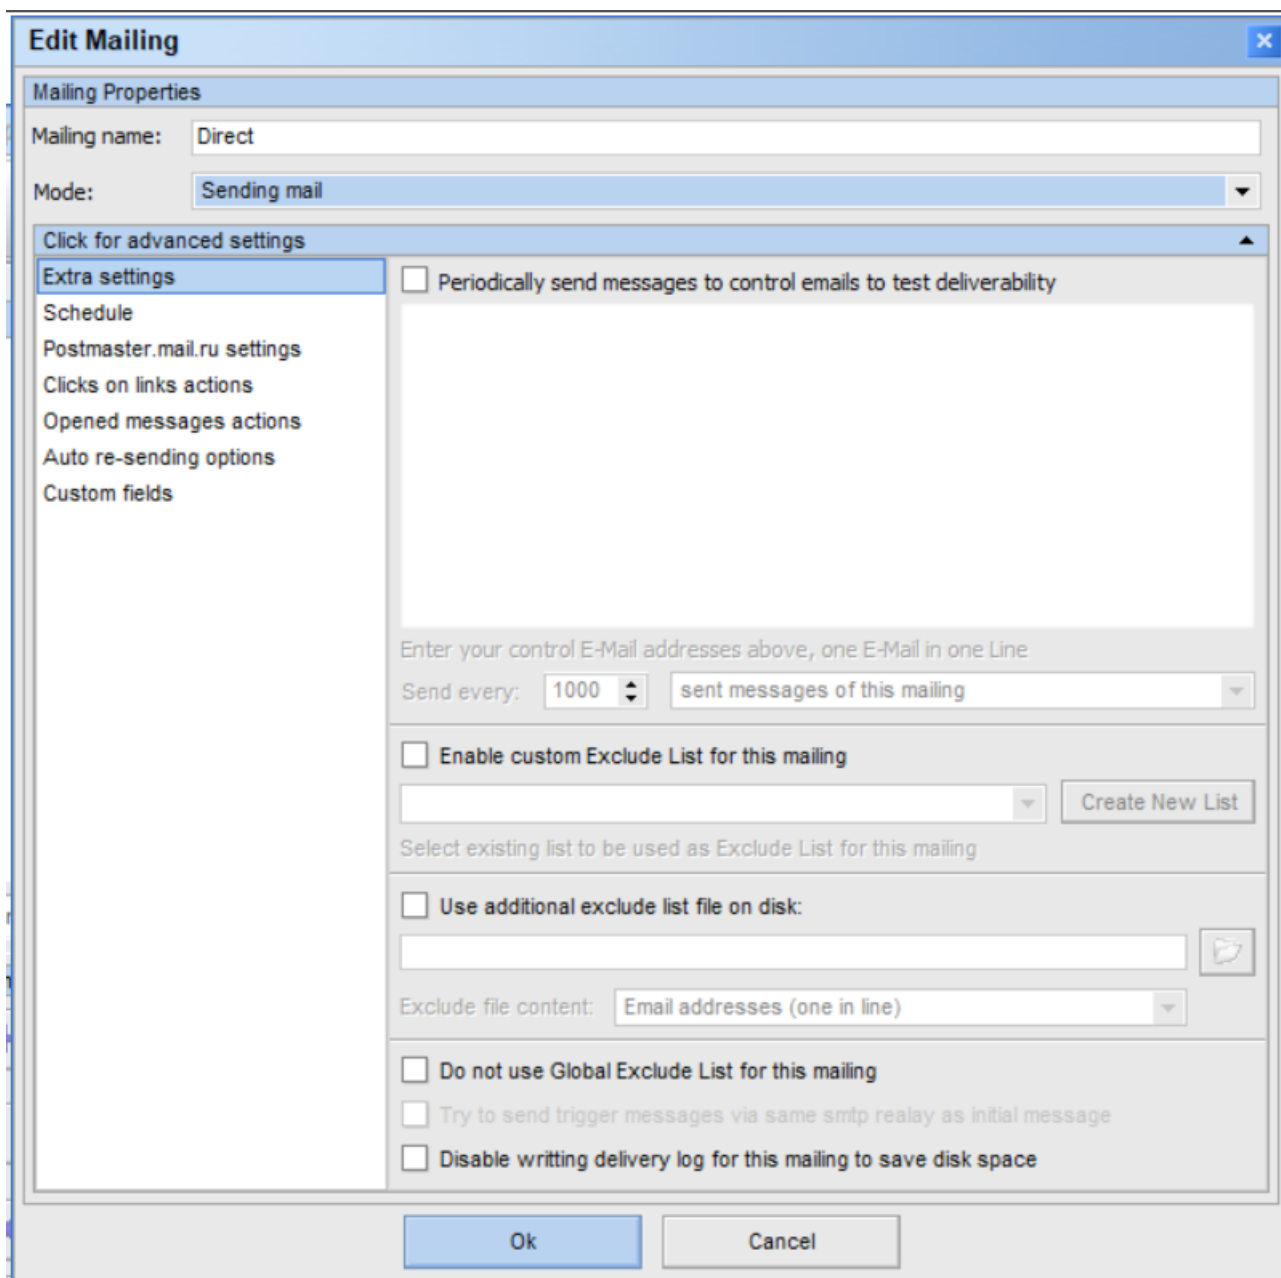 Edit Mailing
Mailing Properties
Mailing name: Direct
Mode: Sending mail
Click for advanced settings
Extra settings
Schedule
Postmaster.mail.ru settings
Clicks on links actions
Opened messages actions
Auto re-sending options
Custom fields
Periodically send messages to control emails to test deliverability
Enter your control E-Mail addresses above, one E-Mail in one Line
Send every: 1000 sent messages of this mailing
Enable custom Exclude List for this mailing
Create New List
Select existing list to be used as Exclude List for this mailing
Use additional exclude list file on disk:
Exclude file content: Email addresses (one in line)
Do not use Global Exclude List for this mailing
Try to send trigger messages via same smtp realay as initial message
Disable writting delivery log for this mailing to save disk space
Ok Cancel